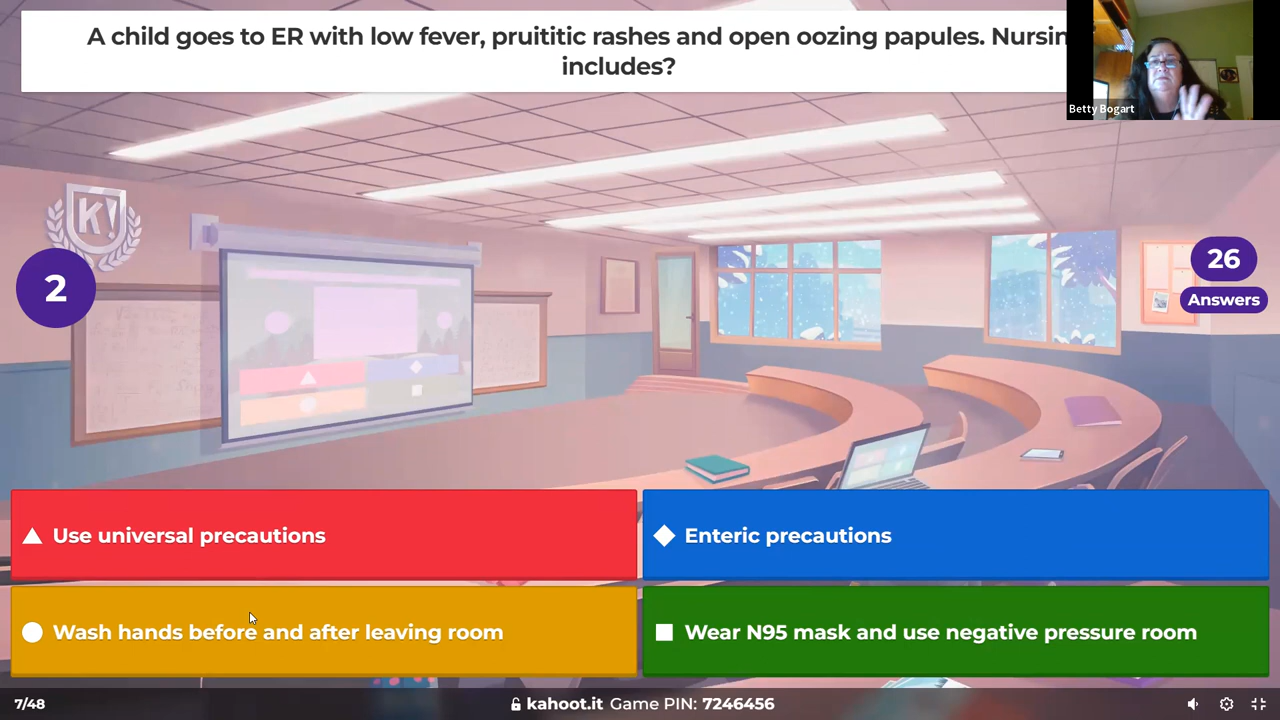 A child goes to ER with low fever, pruititic rashes and open oozing papules. Nursin
includes?
Betty Bogart
K!
2
26
Answers
Use universal precautions
Enteric precautions
Wash hands before and after leaving room
Wear N95 mask and use negative pressure room
7/48
kahoot.it Game PIN: 7246456